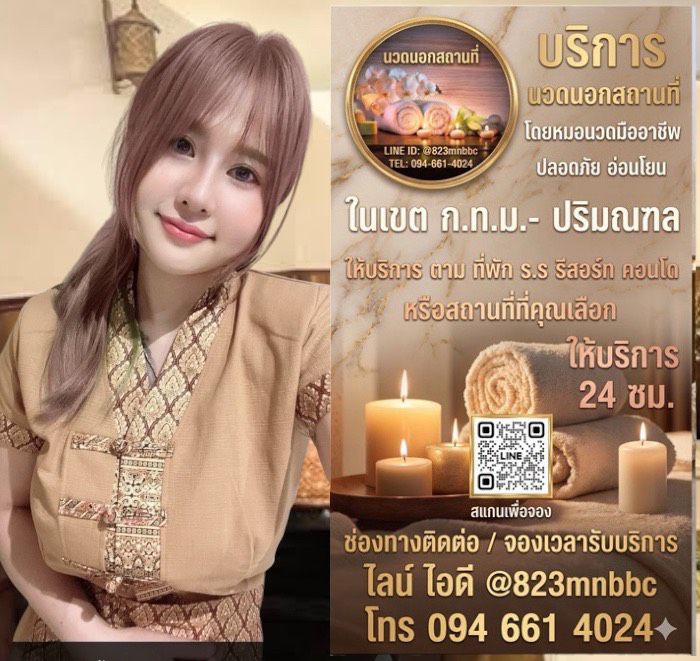 นวดนอกสถานที่
LINE ID: @823mnbbc
TEL: 094-661-4024
บริการ
นวดนอกสถานที่
โดยหมอนวดมืออาชีพ
ปลอดภัย อ่อนโยน
ในเขต ก.ท.ม.- ปริมณฑล
ให้บริการ ตาม ที่พัก ร.ร รีสอร์ท คอนโด
หรือสถานที่ที่คุณเลือก
ให้บริการ
24 ซม.
LINE
สแกนเพื่อจอง
ช่องทางติดต่อ / จองเวลารับบริการ
ไลน์ ไอดี @823mnbbc
โทร 094 661 4024